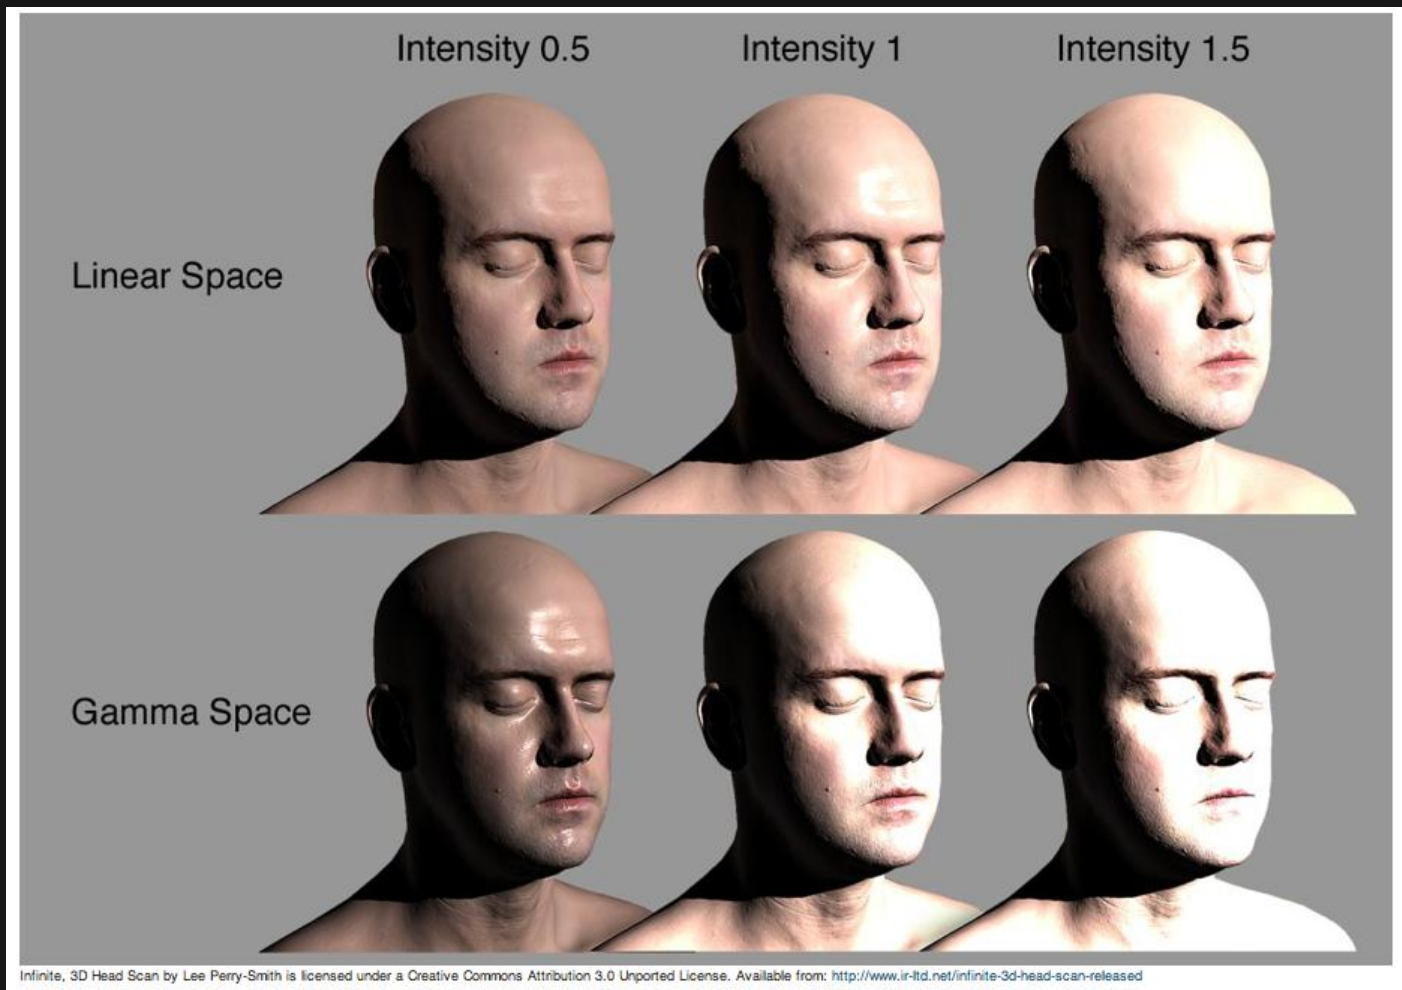 Intensity 0.5
Intensity 1
Intensity 1.5
Linear Space
Gamma Space
Infinite, 3D Head Scan by Lee Perry-Smith is licensed under a Creative Commons Attribution 3.0 Unported License. Available from: http://www.ir-ltd.net/infinite-3d-head-scan-released